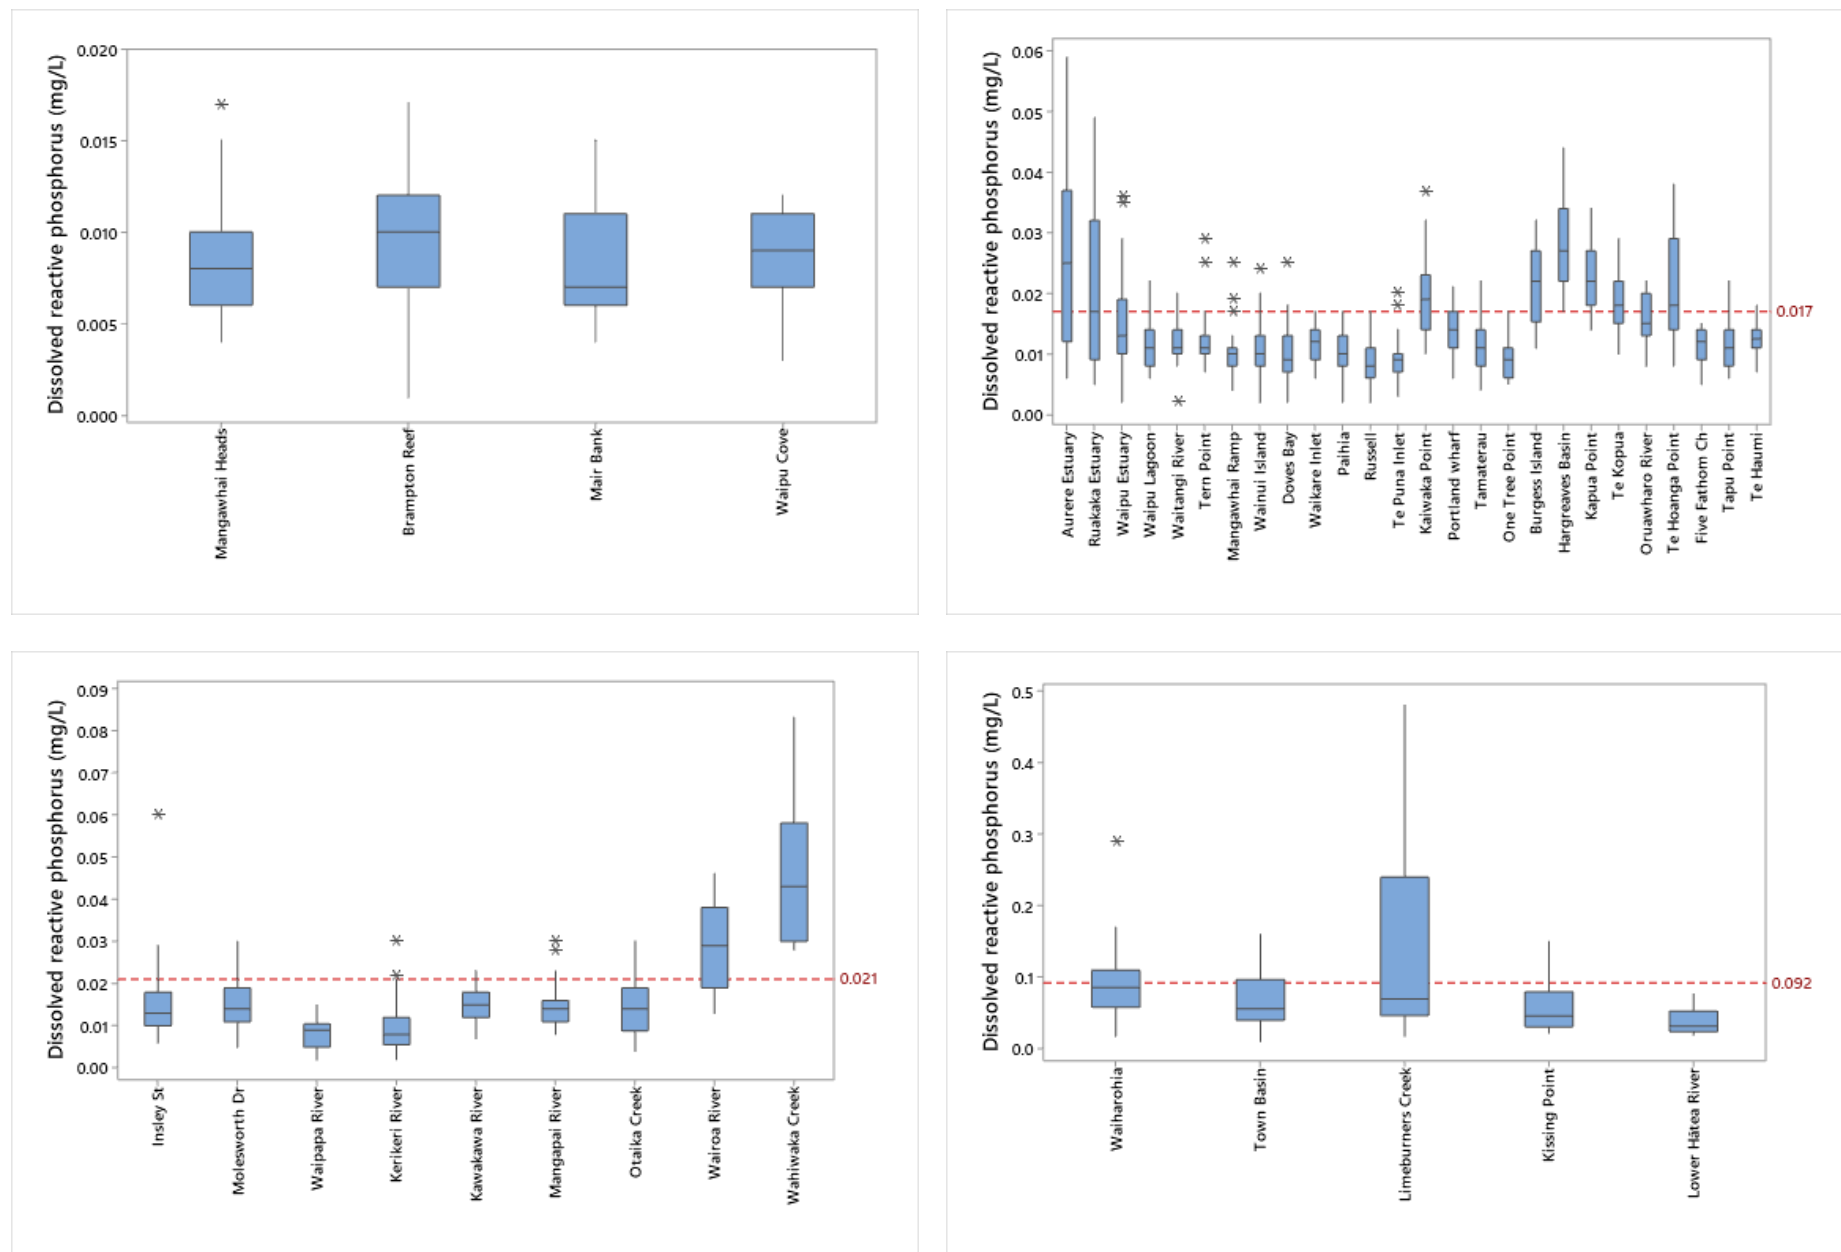 Dissolved reactive phosphorus (mg/L)
0.020
0.015
0.010
0.005
0.000
Mangawhai Heads
Brampton Reef
Mair Bank
Waipu Cove
Dissolved reactive phosphorus (mg/L)
0.06
0.05
0.04
0.03
0.02
0.01
0.00
0.017
Aurere Estuary
Ruakaka Estuary
Waipu Estuary
Waipu Lagoon
Waitangi River
Tern Point
Mangawhai Ramp
Wainui Island
Doves Bay
Waikare Inlet
Paihia
Russell
Te Puna Inlet
Kaiwaka Point
Portland wharf
Tamaterau
One Tree Point
Burgess Island
Hargreaves Basin
Kapua Point
Te Kopua
Oruawharo River
Te Hoanga Point
Five Fathom Ch
Tapu Point
Te Haumi
Dissolved reactive phosphorus (mg/L)
0.09
0.08
0.07
0.06
0.05
0.04
0.03
0.02
0.01
0.00
0.021
Insley St
Molesworth Dr
Waipapa River
Kerikeri River
Kawakawa River
Mangapai River
Otaika Creek
Wairoa River
Wahiwaka Creek
Dissolved reactive phosphorus (mg/L)
0.5
0.4
0.3
0.2
0.1
0.0
0.092
Waiharohia
Town Basin
Limeburners Creek
Kissing Point
Lower Hātea River